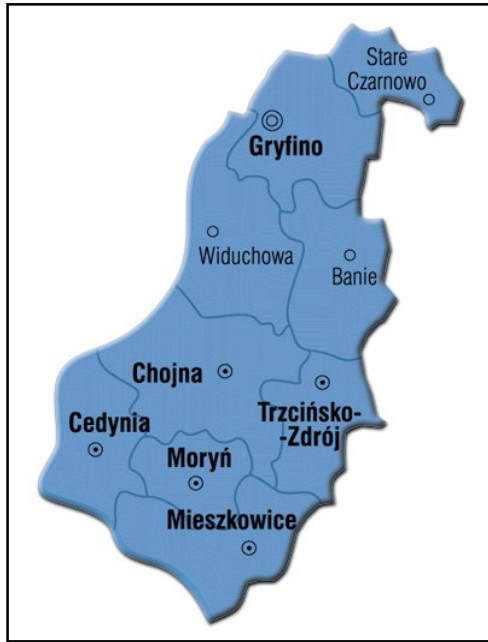 Stare
Czarnowo
Gryfino
Widuchowa
Banie
Chojna
Trzcińsko-
-Zdrój
Cedynia
Moryń
Mieszkowice